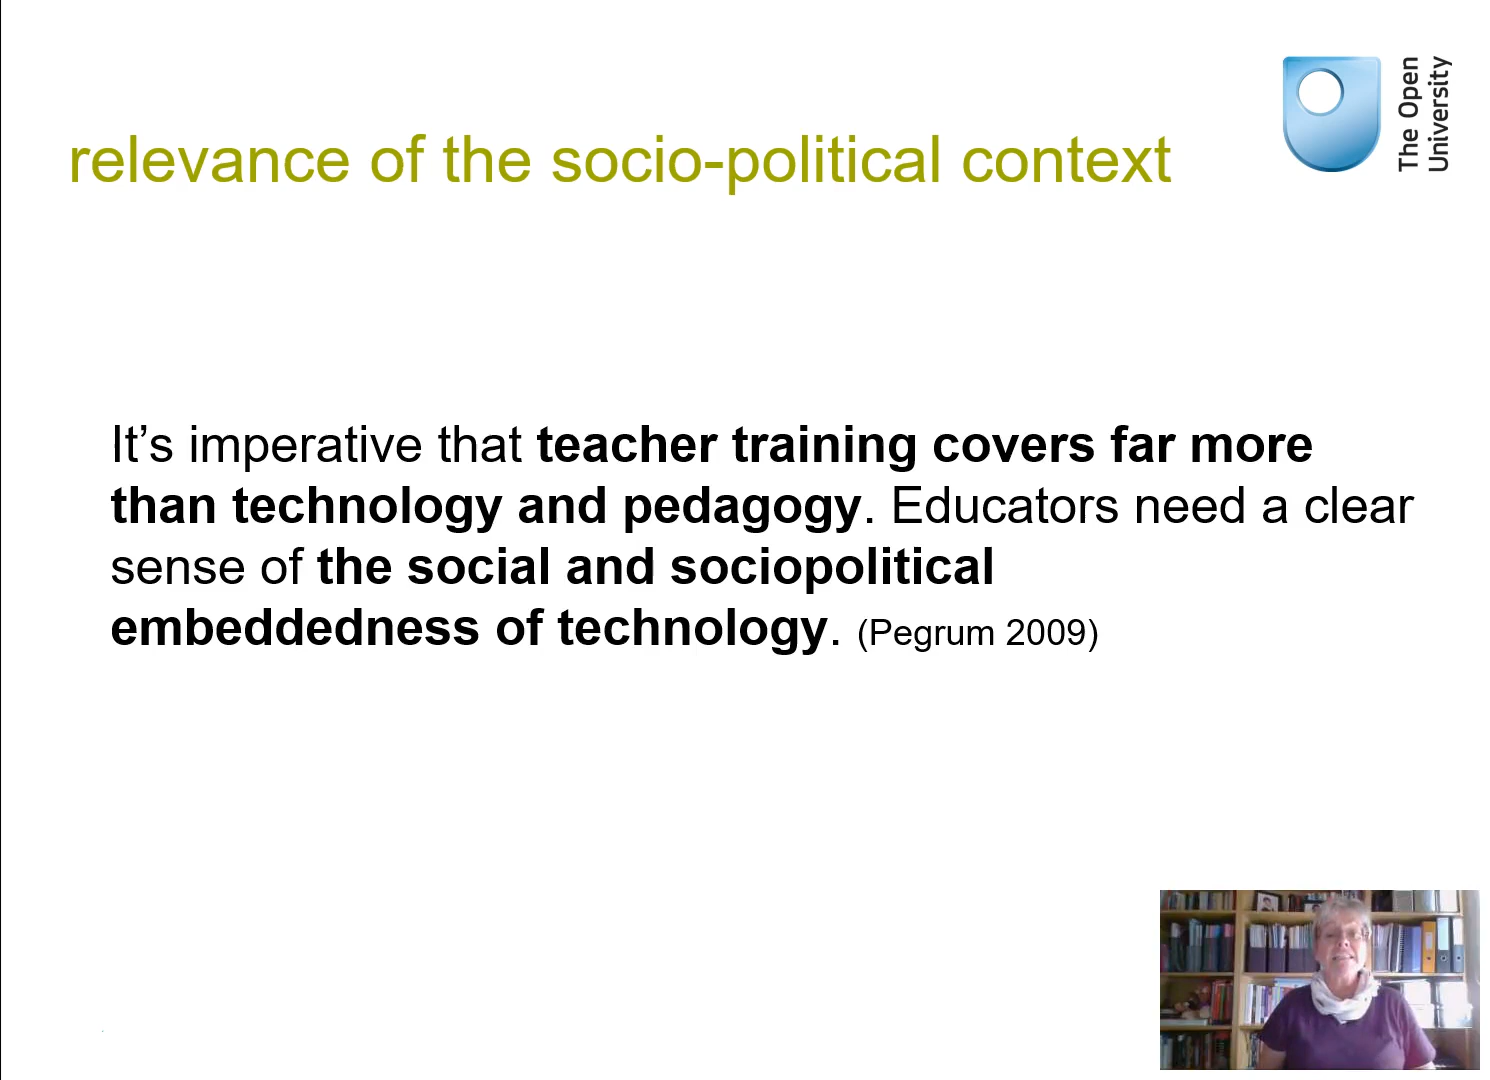 relevance of the socio-political context
The Open
University
It’s imperative that teacher training covers far more
than technology and pedagogy. Educators need a clear
sense of the social and sociopolitical
embeddedness of technology. (Pegrum 2009)